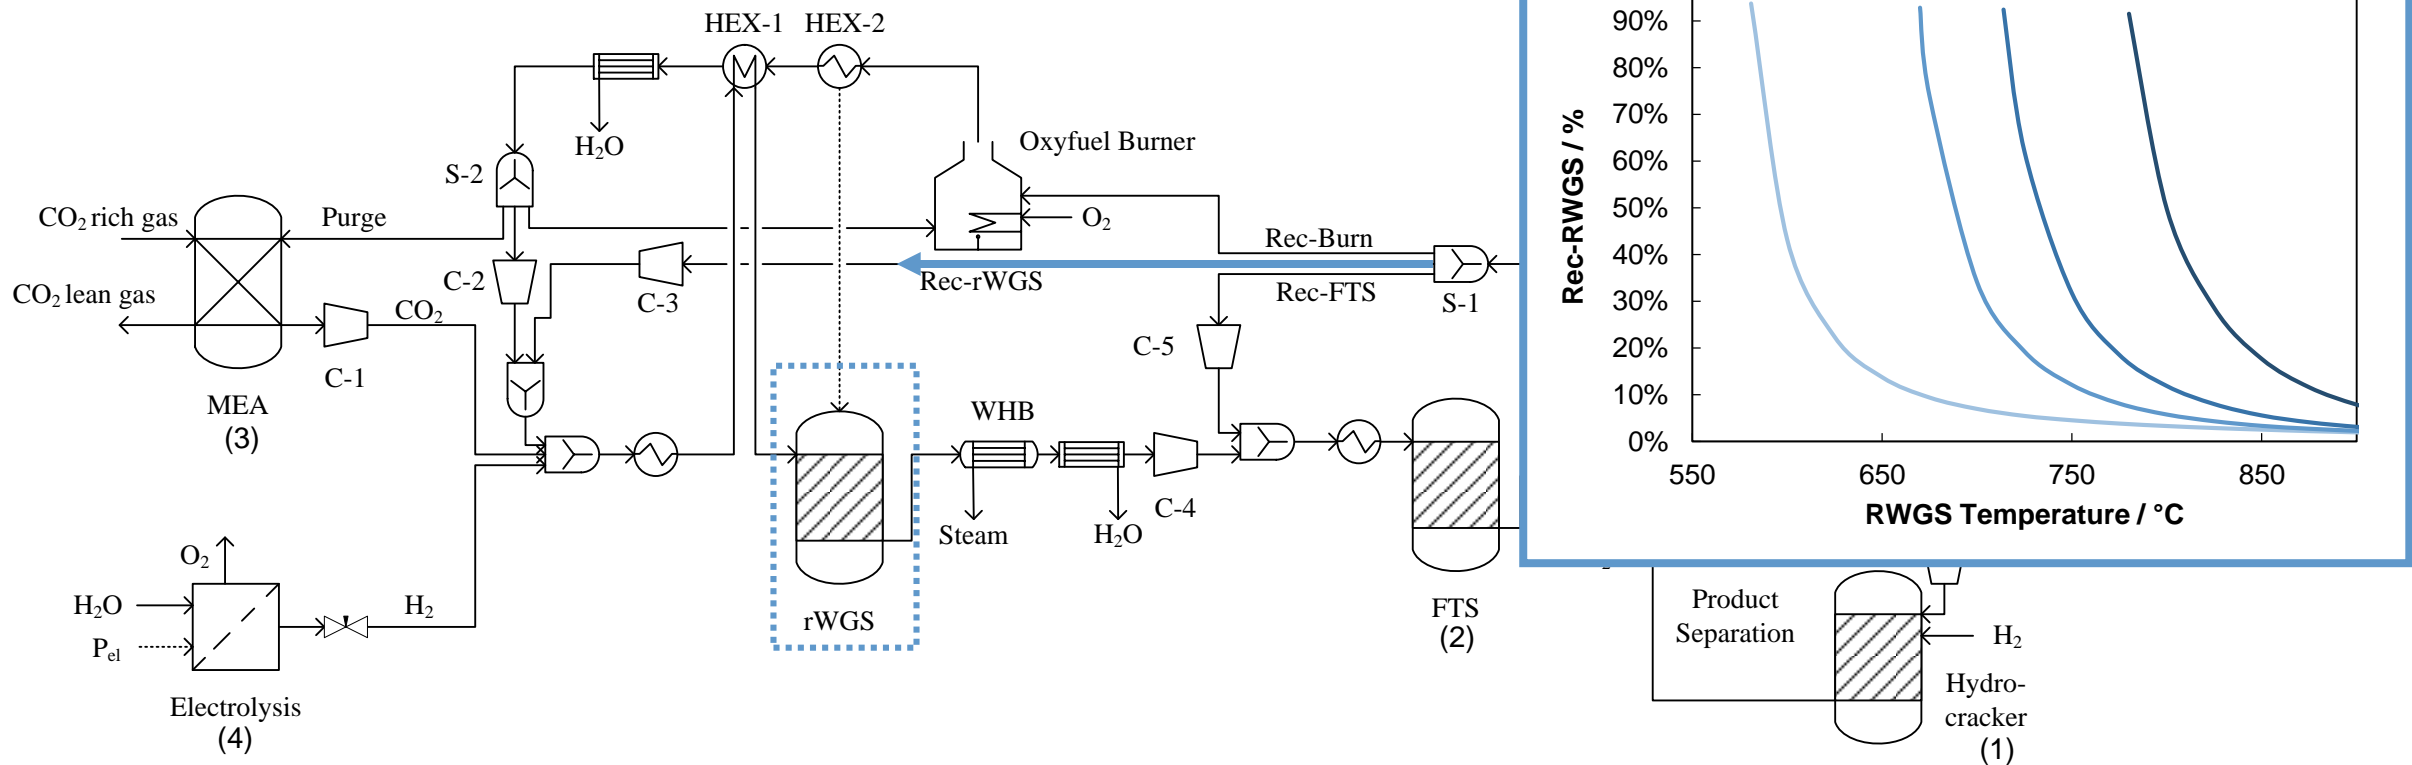 HEX-1 HEX-2
H₂O
Oxyfuel Burner
S-2
CO₂ rich gas
Purge
O₂
Rec-Burn
Rec-rWGS
Rec-FTS
S-1
C-2
C-3
CO₂ lean gas
CO₂
C-1
C-5
MEA
(3)
WHB
Steam
H₂O
C-4
rWGS
FTS
(2)
O₂
H₂O
Pel
H₂
Electrolysis
(4)
Rec-RWGS / %
90%
80%
70%
60%
50%
40%
30%
20%
10%
0%
550 650 750 850
RWGS Temperature / °C
Product
Separation
H₂
Hydro-
cracker
(1)